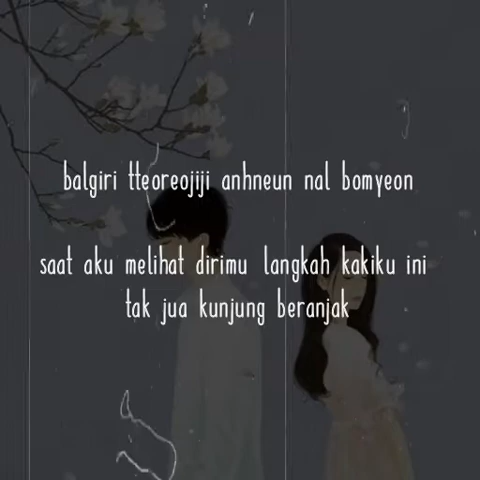 balgiri tteoreojiji anhneun nal bomyeon
saat aku melihat dirimu langkah kakiku ini
tak jua kunjung beranjak